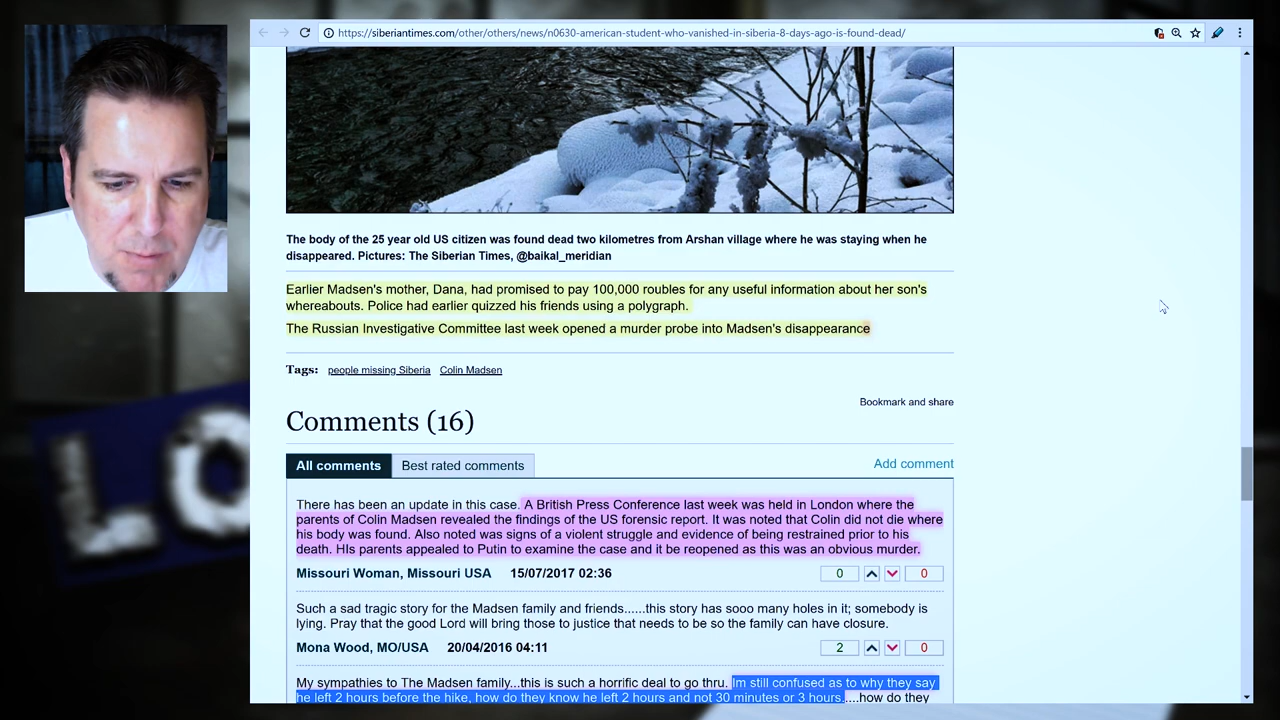 https://siberiantimes.com/other/others/news/n0630-american-student-who-vanished-in-siberia-8-days-ago-is-found-dead/
The body of the 25 year old US citizen was found dead two kilometres from Arshan village where he was staying when he
disappeared. Pictures: The Siberian Times, @baikal_meridian
Earlier Madsen's mother, Dana, had promised to pay 100,000 roubles for any useful information about her son's
whereabouts. Police had earlier quizzed his friends using a polygraph.
The Russian Investigative Committee last week opened a murder probe into Madsen's disappearance
Tags: people missing Siberia Colin Madsen
Bookmark and share
Comments (16)
All comments Best rated comments Add comment
There has been an update in this case. A British Press Conference last week was held in London where the
parents of Colin Madsen revealed the findings of the US forensic report. It was noted that Colin did not die where
his body was found. Also noted was signs of a violent struggle and evidence of being restrained prior to his
death. HIs parents appealed to Putin to examine the case and it be reopened as this was an obvious murder.
Missouri Woman, Missouri USA 15/07/2017 02:36 0 0
Such a sad tragic story for the Madsen family and friends......this story has sooo many holes in it; somebody is
lying. Pray that the good Lord will bring those to justice that needs to be so the family can have closure.
Mona Wood, MO/USA 20/04/2016 04:11 2 0
My sympathies to The Madsen family...this is such a horrific deal to go thru. Im still confused as to why they say
he left 2 hours before the hike, how do they know he left 2 hours and not 30 minutes or 3 hours.....how do they
LO